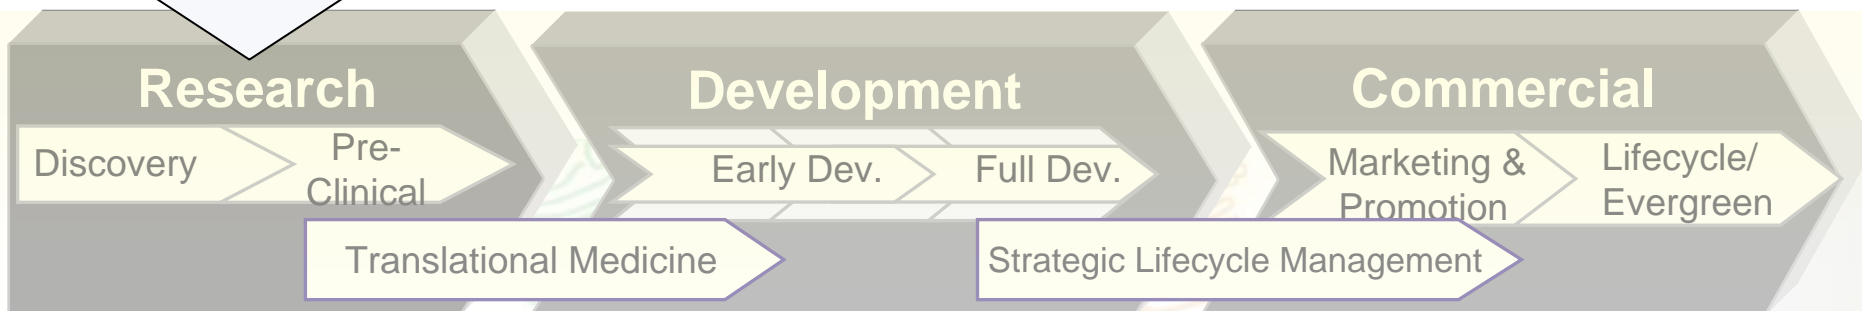 Research
Development
Commercial
Discovery
Pre-
Clinical
Early Dev.
Full Dev.
Marketing &
Promotion
Lifecycle/
Evergreen
Translational Medicine
Strategic Lifecycle Management